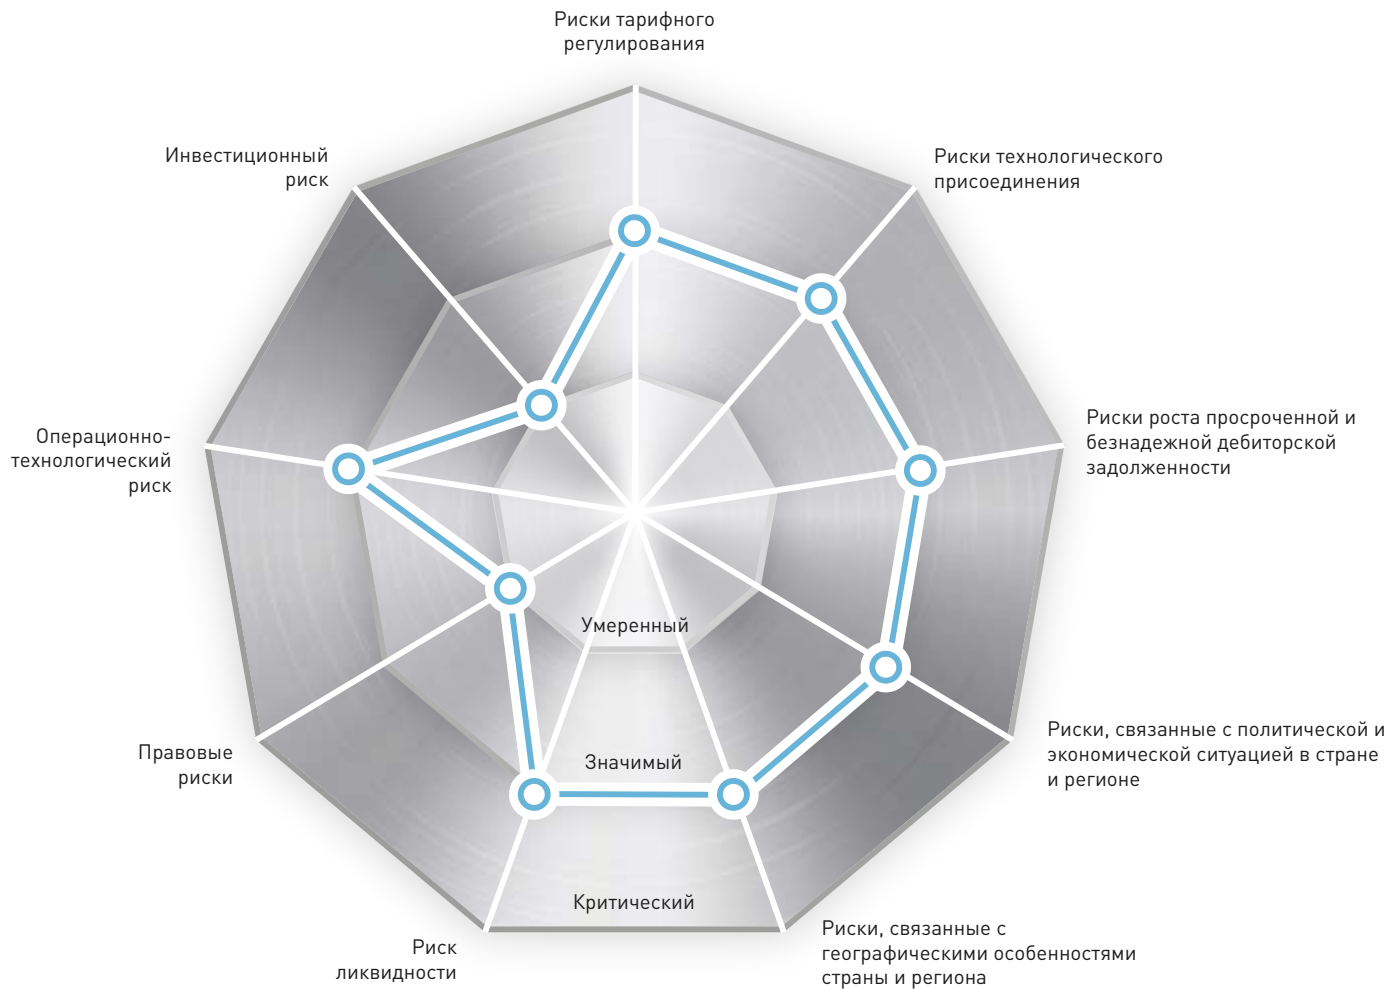 Риски тарифного
регулирования
Инвестиционный
риск
Риски технологического
присоединения
Операционно-
технологический
риск
Риски роста просроченной и
безнадежной дебиторской
задолженности
Умеренный
Значимый
Критический
Правовые
риски
Риски, связанные с политической и
экономической ситуацией в стране
и регионе
Риск
ликвидности
Риски, связанные с
географическими особенностями
страны и региона